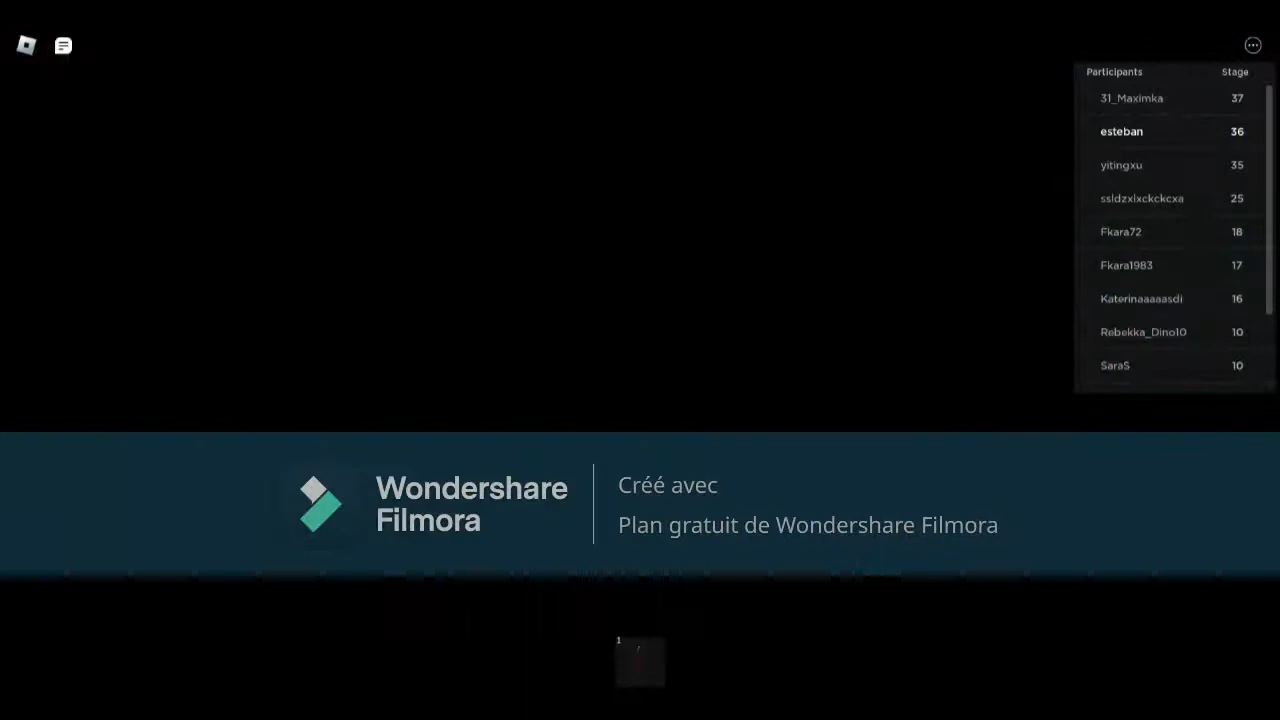 Participants Stage
31_Maximka 37
esteban 36
yitingxu 35
ssldzxlxckckcxa 25
Fkara72 18
Fkara1983 17
Katerinaaaaasdi 16
Rebekka_Dino10 10
SaraS 10
Wondershare
Filmora
Créé avec
Plan gratuit de Wondershare Filmora
1